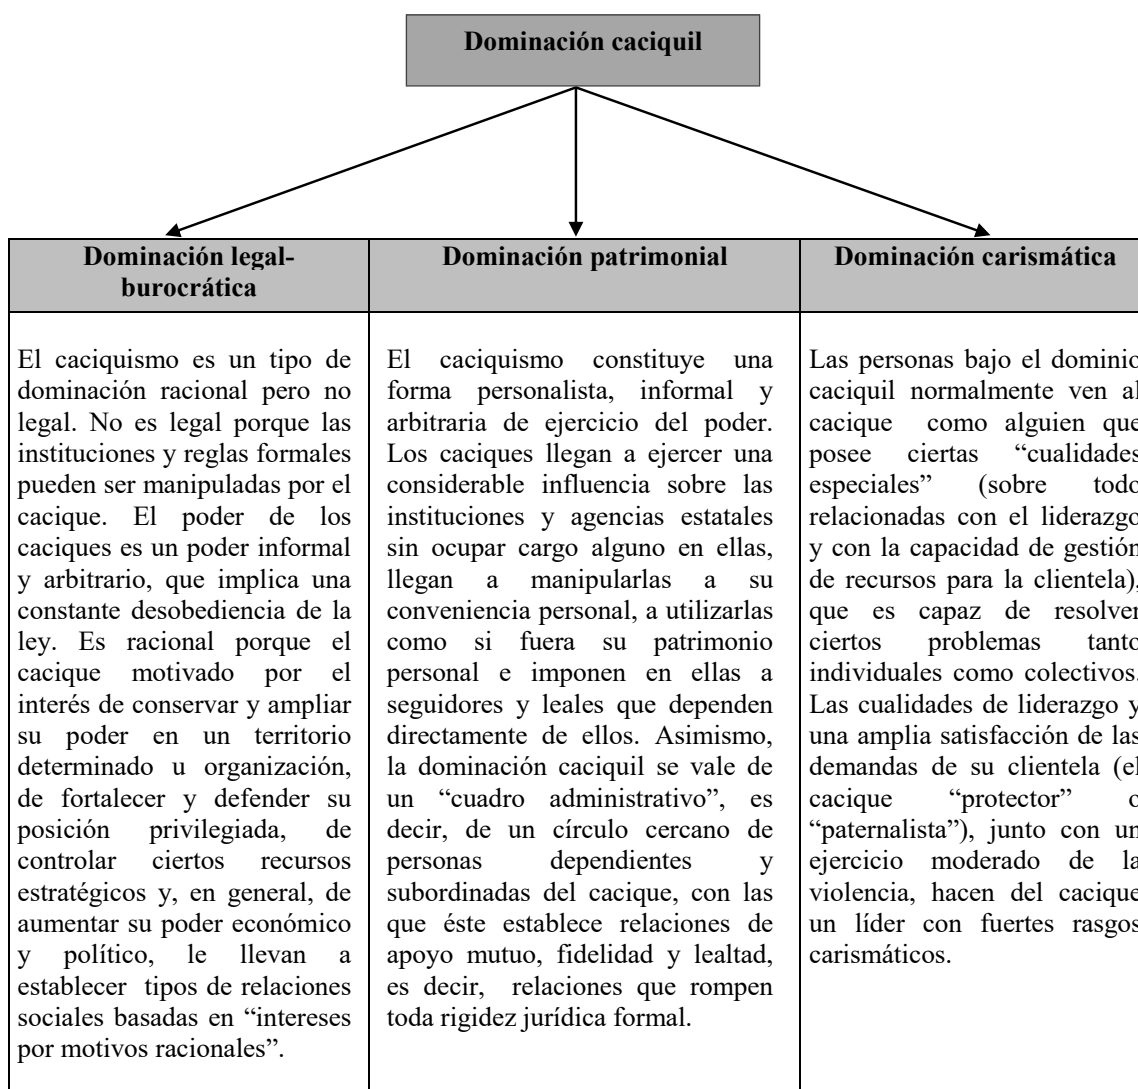 Dominación caciquil
Dominación legal-
burocrática
Dominación patrimonial
Dominación carismática
El caciquismo es un tipo de
dominación racional pero no
legal. No es legal porque las
instituciones y reglas formales
pueden ser manipuladas por el
cacique. El poder de los
caciques es un poder informal
y arbitrario, que implica una
constante desobediencia de la
ley. Es racional porque el
cacique motivado por el
interés de conservar y ampliar
su poder en un territorio
determinado u organización,
de fortalecer y defender su
posición privilegiada, de
controlar ciertos recursos
estratégicos y, en general, de
aumentar su poder económico
y político, le llevan a
establecer tipos de relaciones
sociales basadas en “intereses
por motivos racionales”.
El caciquismo constituye una
forma personalista, informal y
arbitraria de ejercicio del poder.
Los caciques llegan a ejercer una
considerable influencia sobre las
instituciones y agencias estatales
sin ocupar cargo alguno en ellas,
llegan a manipularlas a su
conveniencia personal, a utilizarlas
como si fuera su patrimonio
personal e imponen en ellas a
seguidores y leales que dependen
directamente de ellos. Asimismo,
la dominación caciquil se vale de
un “cuadro administrativo”, es
decir, de un círculo cercano de
personas dependientes y
subordinadas del cacique, con las
que éste establece relaciones de
apoyo mutuo, fidelidad y lealtad,
es decir, relaciones que rompen
toda rigidez jurídica formal.
Las personas bajo el dominio
caciquil normalmente ven al
cacique como alguien que
posee ciertas “cualidades
especiales” (sobre todo
relacionadas con el liderazgo
y con la capacidad de gestión
de recursos para la clientela),
que es capaz de resolver
ciertos problemas tanto
individuales como colectivos.
Las cualidades de liderazgo y
una amplia satisfacción de las
demandas de su clientela (el
cacique “protector” o
“paternalista”), junto con un
ejercicio moderado de la
violencia, hacen del cacique
un líder con fuertes rasgos
carismáticos.